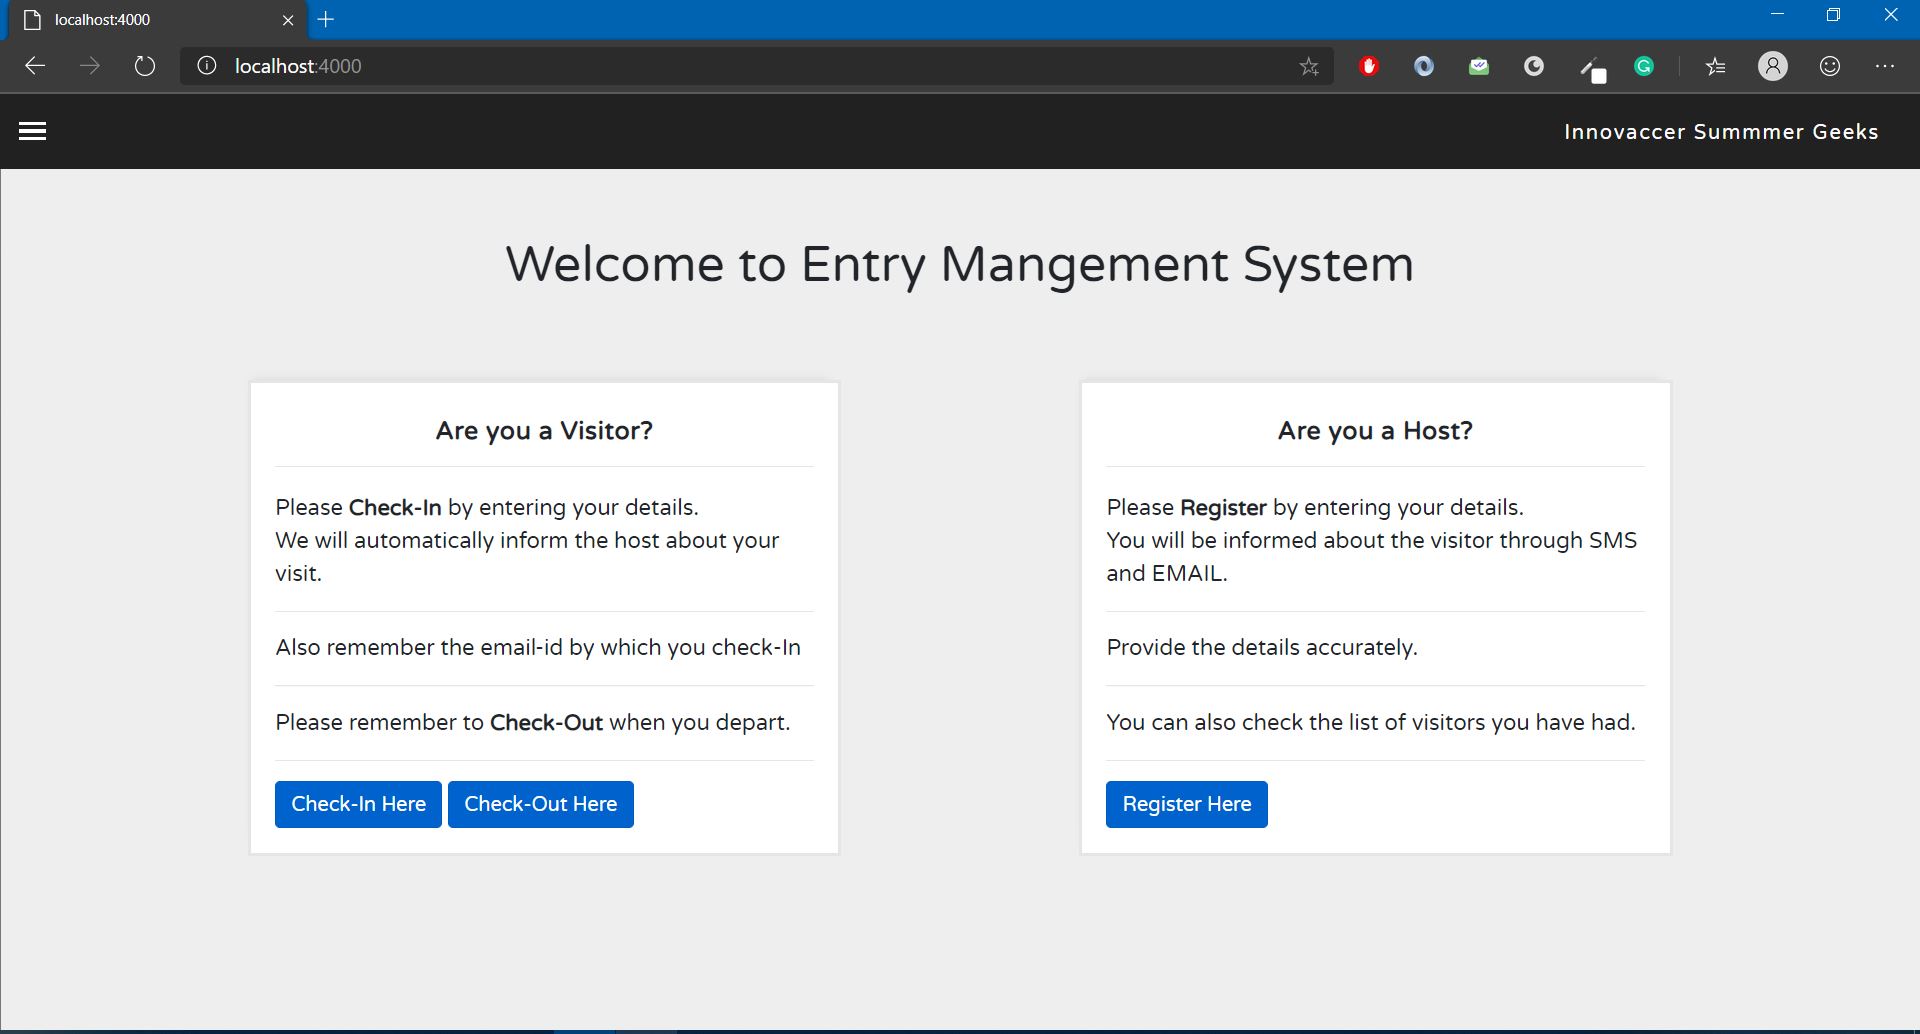 localhost:4000
localhost:4000
Innovaccer Summmer Geeks
Welcome to Entry Mangement System
Are you a Visitor?
Please Check-In by entering your details.
We will automatically inform the host about your
visit.
Also remember the email-id by which you check-In
Please remember to Check-Out when you depart.
Check-In Here
Check-Out Here
Are you a Host?
Please Register by entering your details.
You will be informed about the visitor through SMS
and EMAIL.
Provide the details accurately.
You can also check the list of visitors you have had.
Register Here